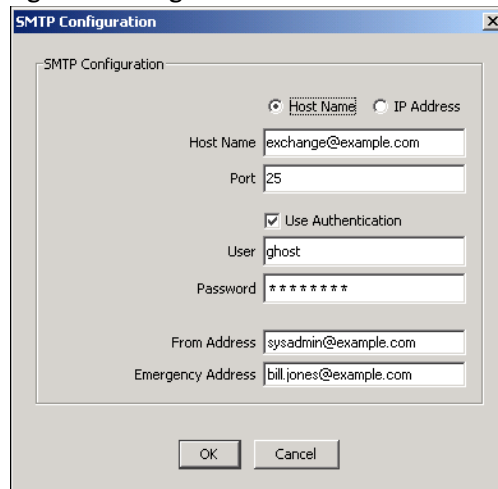 SMTP Configuration
SMTP Configuration
Host Name IP Address
Host Name exchange@example.com
Port 25
Use Authentication
User ghost
Password ********
From Address sysadmin@example.com
Emergency Address bill.jones@example.com
OK Cancel